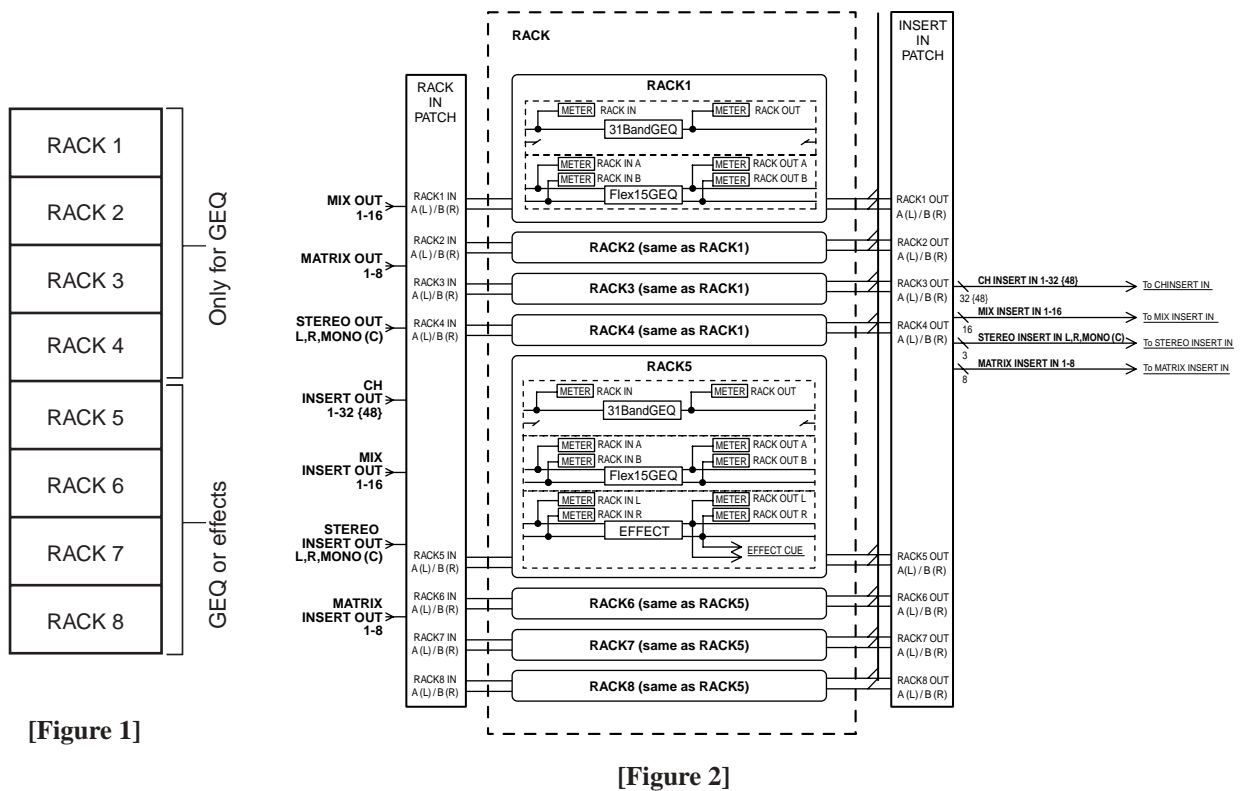 RACK 1
RACK 2
RACK 3
RACK 4
RACK 5
RACK 6
RACK 7
RACK 8
Only for GEQ
GEQ or effects
[Figure 1]
MIX OUT
1-16
MATRIX OUT
1-8
STEREO OUT
L,R,MONO (C)
CH
INSERT OUT
1-32 {48}
MIX
INSERT OUT
1-16
STEREO
INSERT OUT
L,R,MONO (C)
MATRIX
INSERT OUT
1-8
RACK
IN
PATCH
RACK1 IN
A (L) / B (R)
RACK2 IN
A (L) / B (R)
RACK3 IN
A (L) / B (R)
RACK4 IN
A (L) / B (R)
RACK5 IN
A (L) / B (R)
RACK6 IN
A (L) / B (R)
RACK7 IN
A (L) / B (R)
RACK8 IN
A (L) / B (R)
RACK
RACK1
METER RACK IN METER RACK OUT
31BandGEQ
METER RACK IN A METER RACK OUT A
METER RACK IN B METER RACK OUT B
Flex15GEQ
RACK2 (same as RACK1)
RACK3 (same as RACK1)
RACK4 (same as RACK1)
RACK5
METER RACK IN METER RACK OUT
31BandGEQ
METER RACK IN A METER RACK OUT A
METER RACK IN B METER RACK OUT B
Flex15GEQ
METER RACK IN L METER RACK OUT L
METER RACK IN R METER RACK OUT R
EFFECT
EFFECT CUE
RACK6 (same as RACK5)
RACK7 (same as RACK5)
RACK8 (same as RACK5)
INSERT
IN
PATCH
RACK1 OUT
A (L) / B (R)
RACK2 OUT
A (L) / B (R)
RACK3 OUT
A (L) / B (R)
RACK4 OUT
A (L) / B (R)
RACK5 OUT
A(L) / B (R)
RACK6 OUT
A (L) / B (R)
RACK7 OUT
A (L) / B (R)
RACK8 OUT
A (L) / B (R)
CH INSERT IN 1-32 {48} To CHINSERT IN
32 {48}
MIX INSERT IN 1-16 To MIX INSERT IN
16
STEREO INSERT IN L,R,MONO (C) To STEREO INSERT IN
3
MATRIX INSERT IN 1-8 To MATRIX INSERT IN
8
[Figure 2]